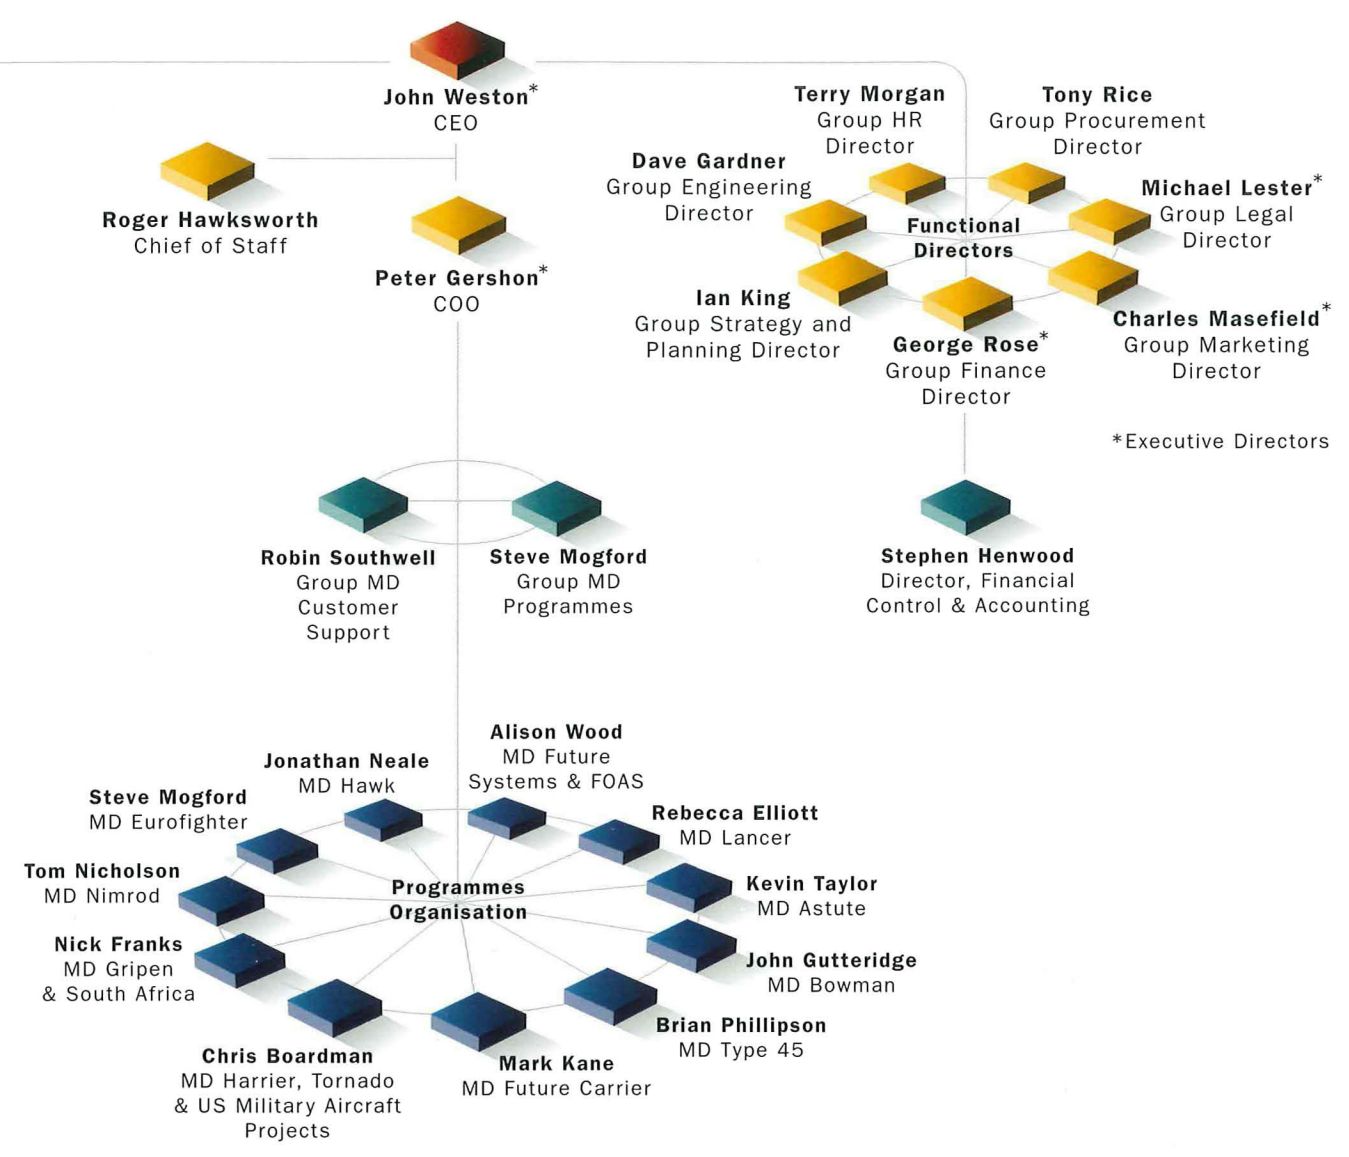 John Weston*
CEO
Roger Hawksworth
Chief of Staff
Peter Gershon*
COO
Terry Morgan
Group HR
Director
Tony Rice
Group Procurement
Director
Dave Gardner
Group Engineering
Director
Michael Lester*
Group Legal
Director
Functional
Directors
Ian King
Group Strategy and
Planning Director
George Rose*
Group Finance
Director
Charles Masefield*
Group Marketing
Director
*Executive Directors
Robin Southwell
Group MD
Customer
Support
Steve Mogford
Group MD
Programmes
Stephen Henwood
Director, Financial
Control & Accounting
Alison Wood
MD Future
Systems & FOAS
Jonathan Neale
MD Hawk
Steve Mogford
MD Eurofighter
Rebecca Elliott
MD Lancer
Tom Nicholson
MD Nimrod
Kevin Taylor
MD Astute
Programmes
Organisation
Nick Franks
MD Gripen
& South Africa
John Gutteridge
MD Bowman
Brian Phillipson
MD Type 45
Chris Boardman
MD Harrier, Tornado
& US Military Aircraft
Projects
Mark Kane
MD Future Carrier